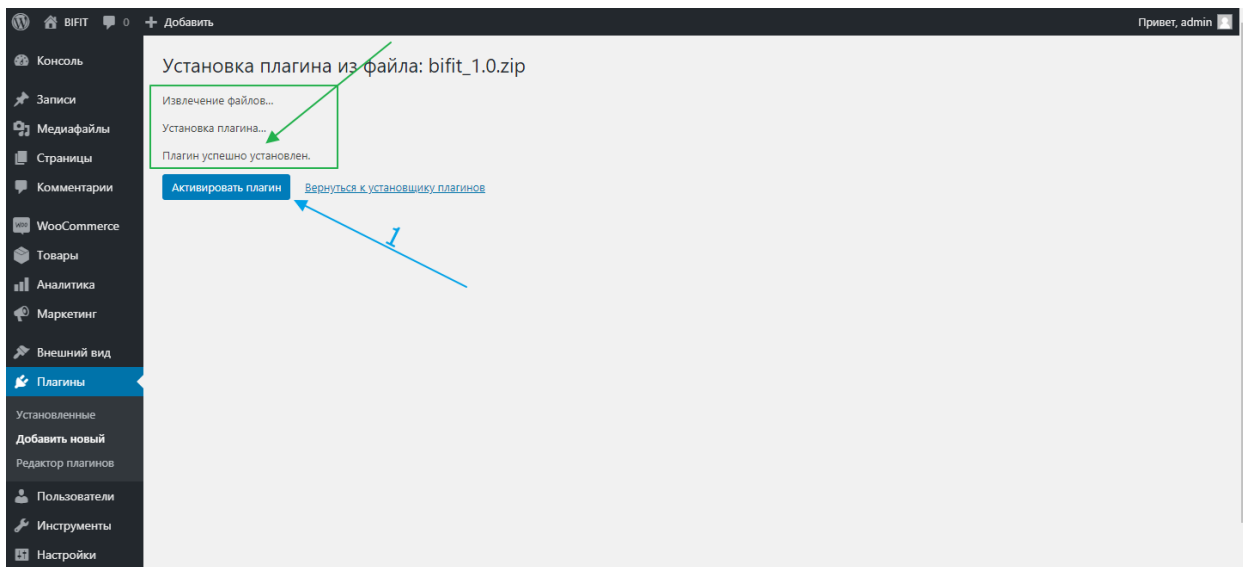 BIFIT 0 Добавить Привет, admin
Консоль
Записи
Медиафайлы
Страницы
Комментарии
WooCommerce
Товары
Аналитика
Маркетинг
Внешний вид
Плагины
Установленные
Добавить новый
Редактор плагинов
Пользователи
Инструменты
Настройки
Установка плагина из файла: bifit_1.0.zip
Извлечение файлов...
Установка плагина...
Плагин успешно установлен.
Активировать плагин Вернуться к установщику плагинов
1